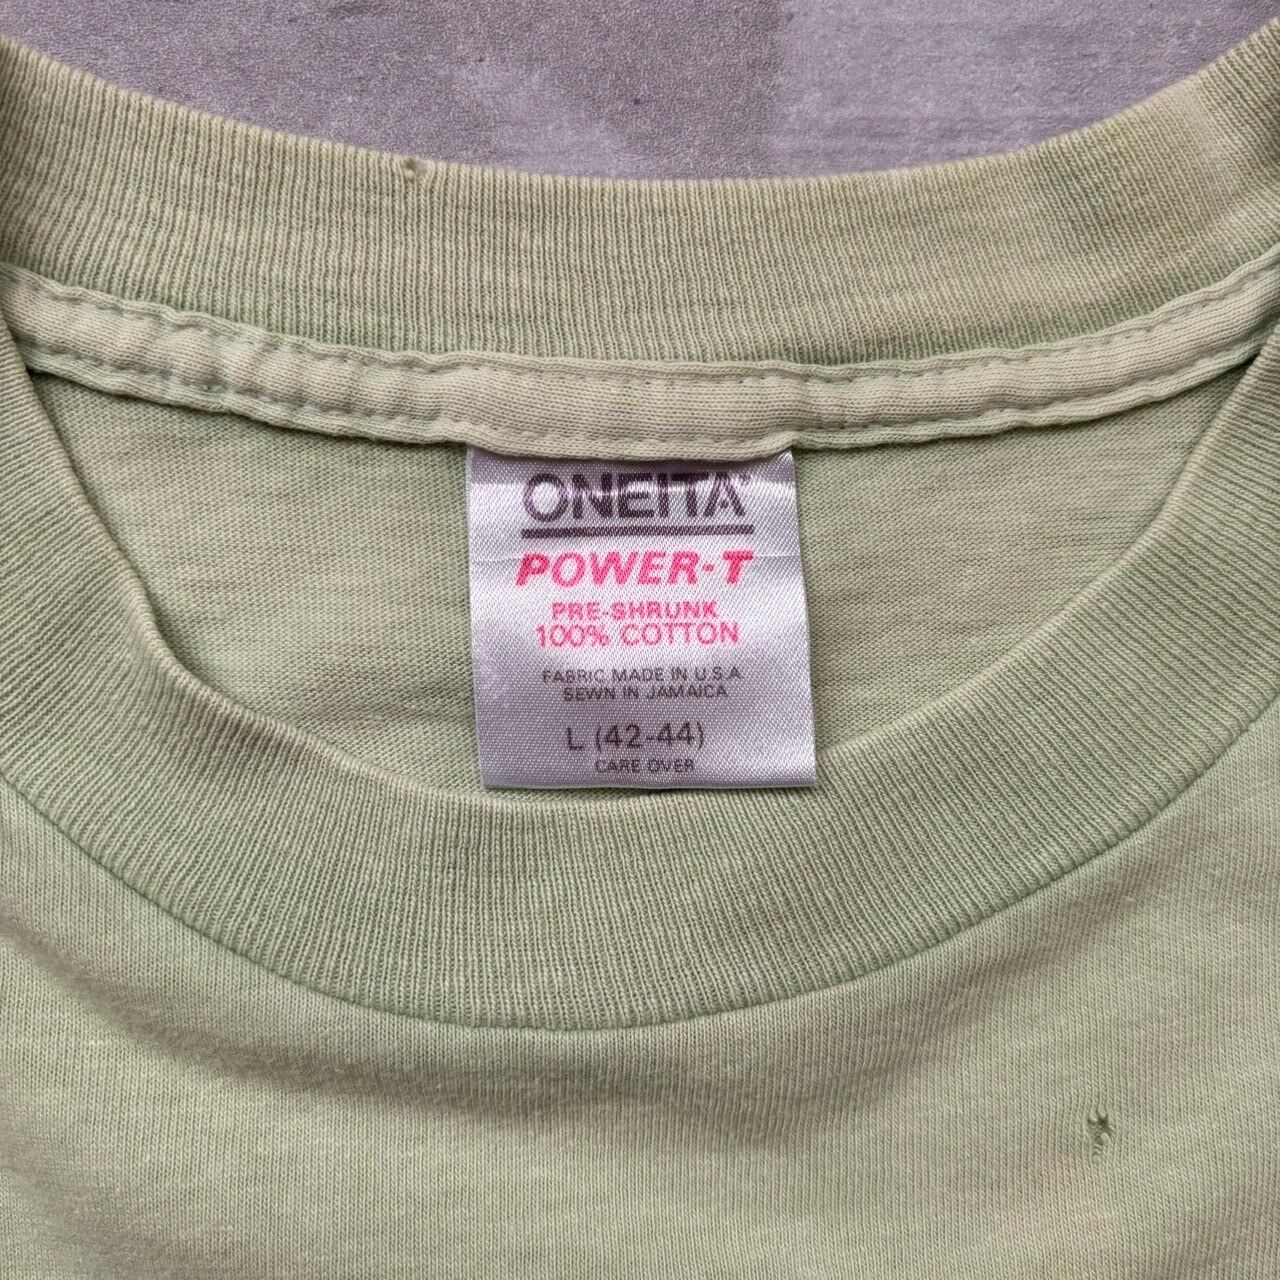 ONEITA®
POWER-T
PRE-SHRUNK
100% COTTON
FABRIC MADE IN U.S.A
SEWN IN JAMAICA
L (42-44)
CARE OVER